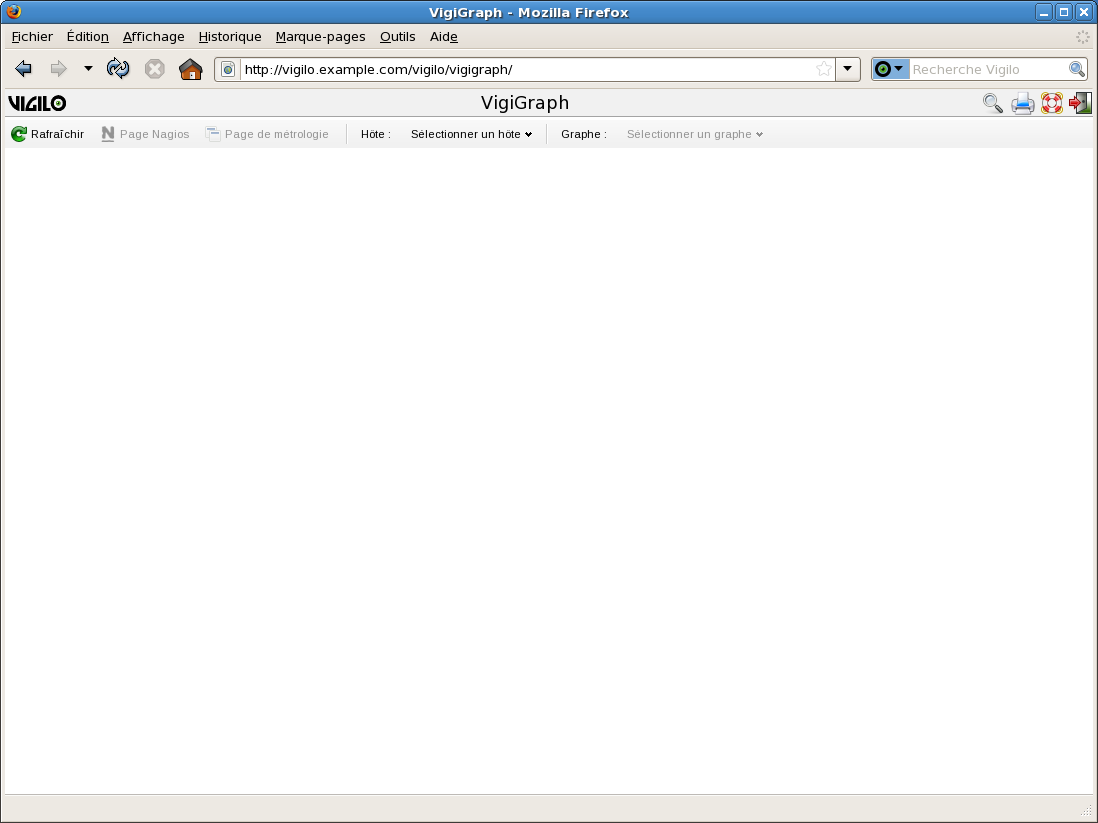 VigiGraph - Mozilla Firefox
Fichier Édition Affichage Historique Marque-pages Outils Aide
http://vigilo.example.com/vigilo/vigigraph/ Recherche Vigilo
VIGILO VigiGraph
Rafraîchir N Page Nagios Page de métrologie Hôte : Sélectionner un hôte Graphe : Sélectionner un graphe